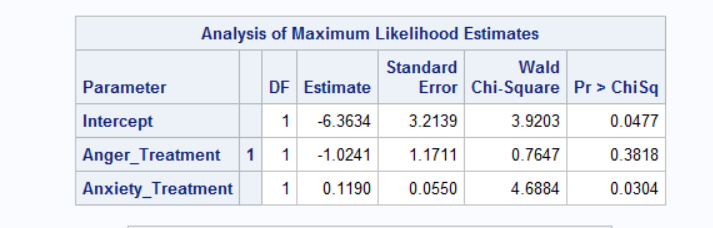 Analysis of Maximum Likelihood Estimates
Parameter DF Estimate Standard Error Wald Chi-Square Pr > ChiSq
Intercept 1 -6.3634 3.2139 3.9203 0.0477
Anger_Treatment 1 1 -1.0241 1.1711 0.7647 0.3818
Anxiety_Treatment 1 0.1190 0.0550 4.6884 0.0304